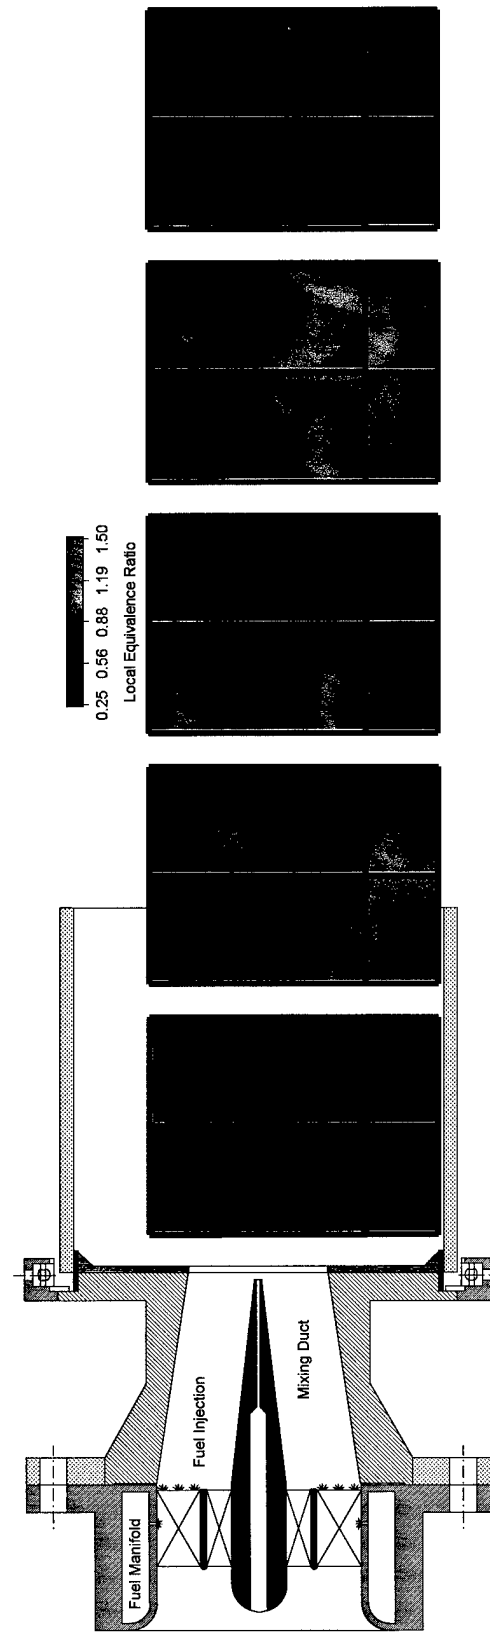 0.25 0.56 0.88 1.19 1.50
Local Equivalence Ratio
Fuel Injection
Mixing Duct
Fuel Manifold